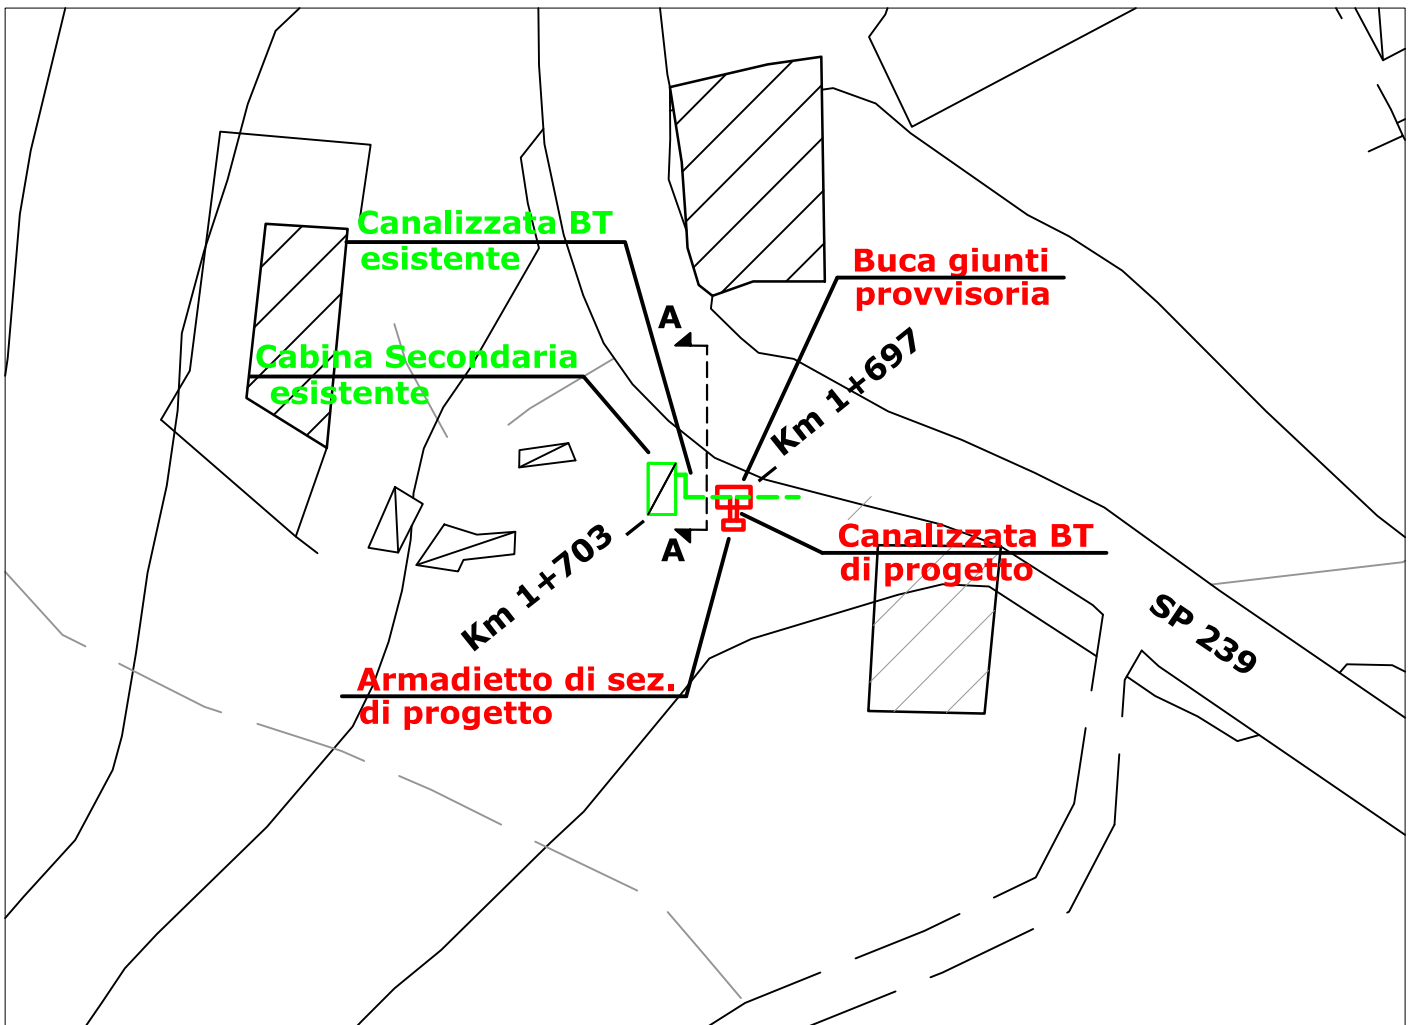 Canalizzata BT
esistente
Buca giunti
provvisoria
A
Km 1+697
Cabina Secondaria
esistente
A
Km 1+703
Canalizzata BT
di progetto
SP 239
Armadietto di sez.
di progetto